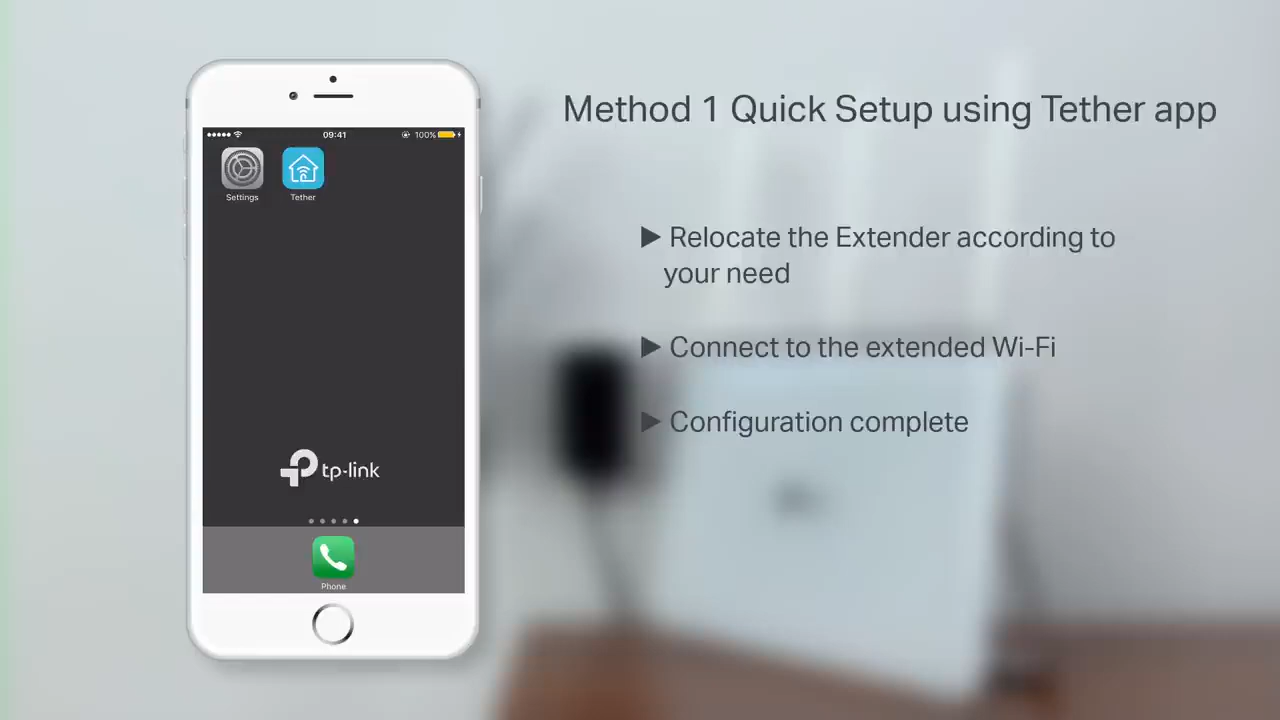 Method 1 Quick Setup using Tether app
09:41
100%
Settings
Tether
▶ Relocate the Extender according to
your need
▶ Connect to the extended Wi-Fi
▶ Configuration complete
tp-link
Phone